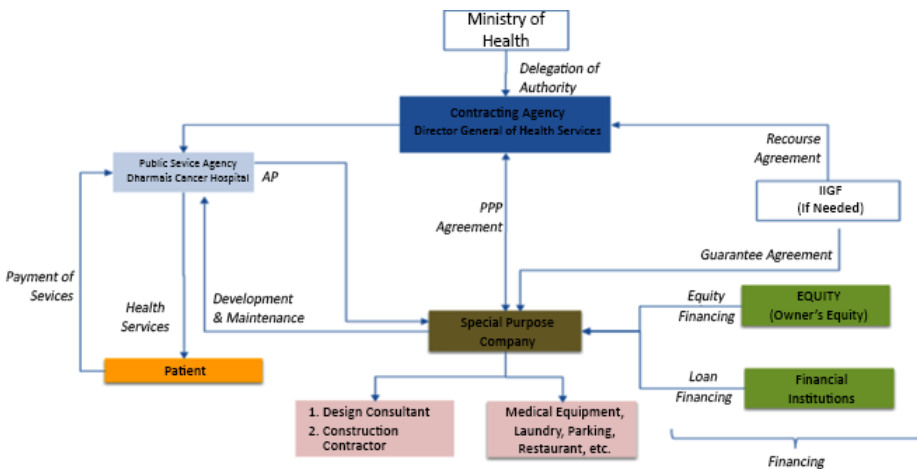 Ministry of
Health
Delegation of
Authority
Contracting Agency
Director General of Health Services
Recourse
Agreement
Public Sevice Agency
Dharmais Cancer Hospital
AP
IIGF
(If Needed)
PPP
Agreement
Guarantee Agreement
Payment of
Sevices
Health
Services
Development
& Maintenance
Equity
Financing
EQUITY
(Owner's Equity)
Special Purpose
Company
Patient
Loan
Financing
Financial
Institutions
1. Design Consultant
2. Construction
Contractor
Medical Equipment,
Laundry, Parking,
Restaurant, etc.
Financing